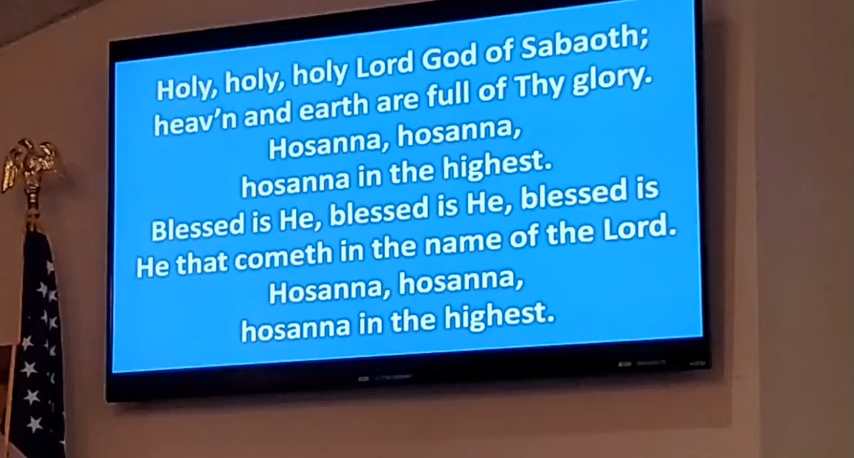 Holy, holy, holy Lord God of Sabaoth;
heav’n and earth are full of Thy glory.
Hosanna, hosanna,
hosanna in the highest.
Blessed is He, blessed is He, blessed is
He that cometh in the name of the Lord.
Hosanna, hosanna,
hosanna in the highest.